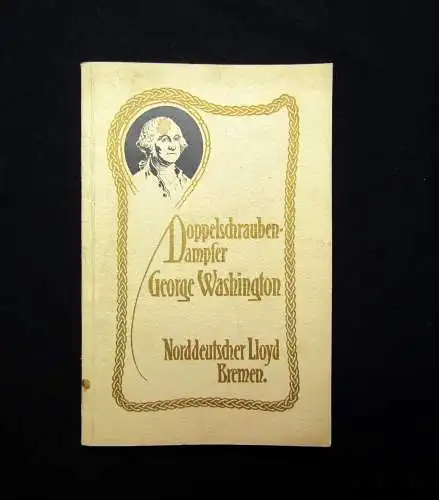 Doppelschrauben-
Dampfer
George Washington
Norddeutscher Lloyd
Bremen.